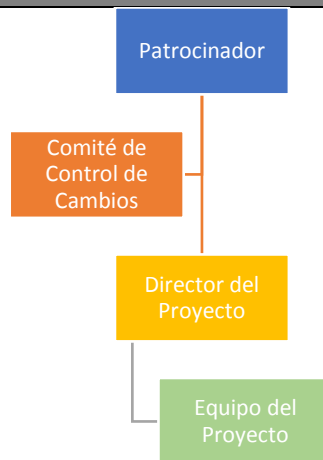 Patrocinador
Comité de
Control de
Cambios
Director del
Proyecto
Equipo del
Proyecto